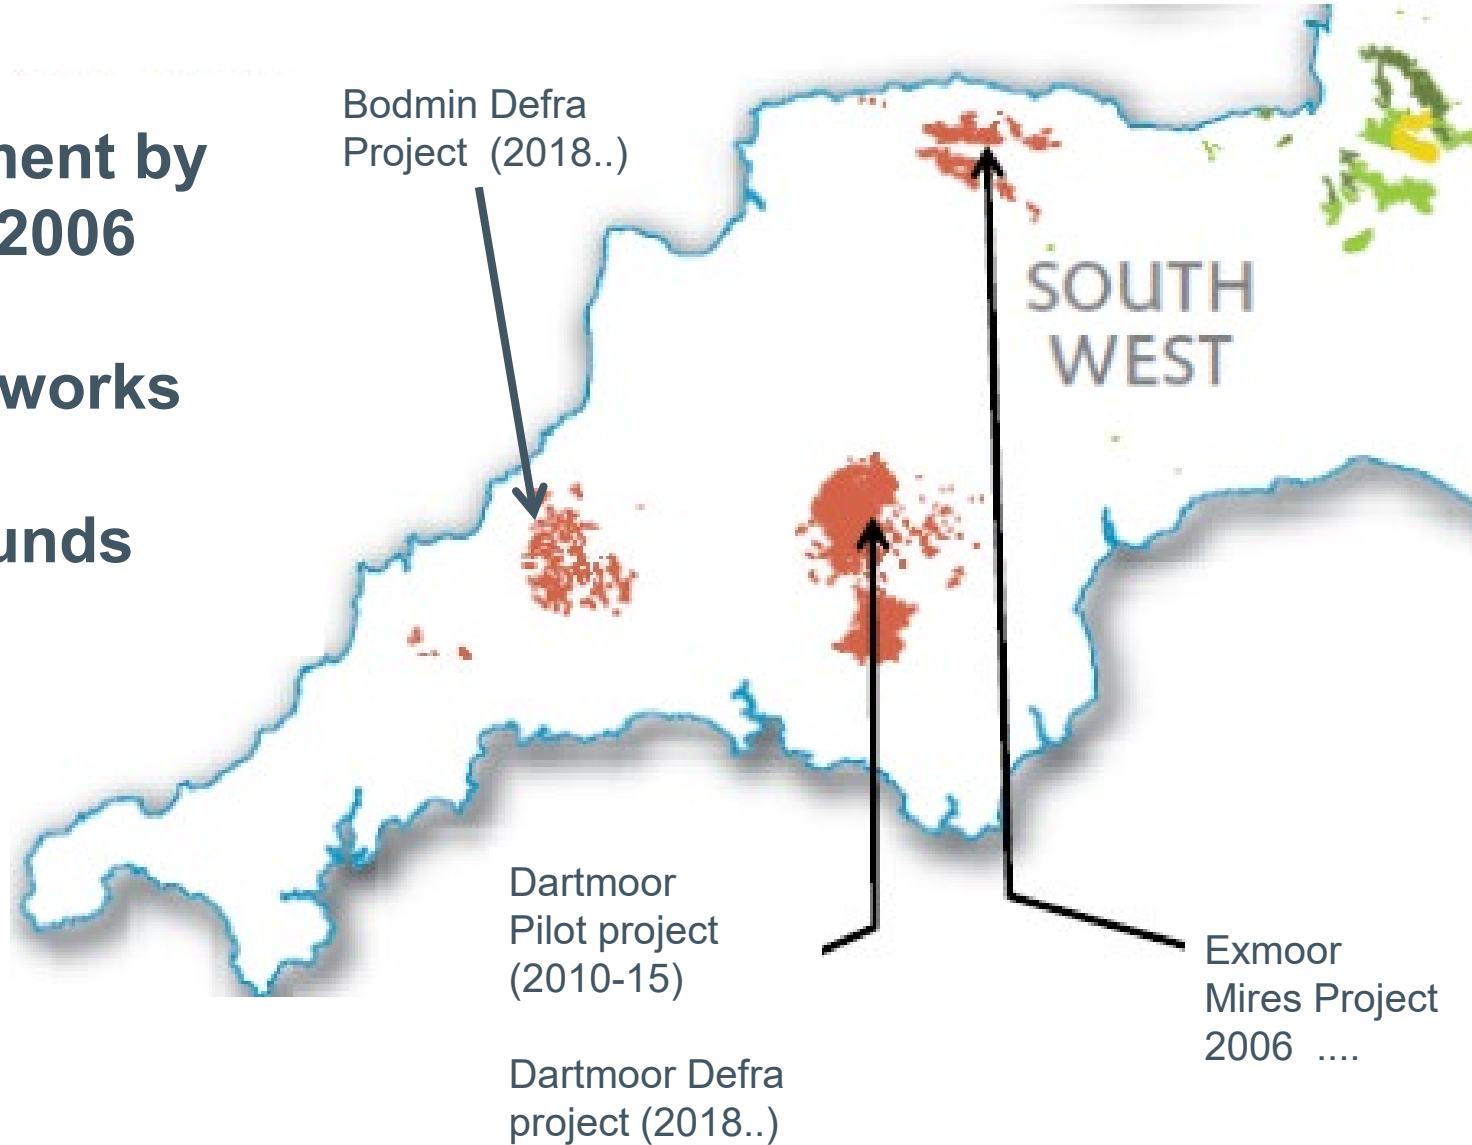 ment by
2006
works
unds
Bodmin Defra
Project (2018..)
SOUTH
WEST
Dartmoor
Pilot project
(2010-15)
Dartmoor Defra
project (2018..)
Exmoor
Mires Project
2006 ....